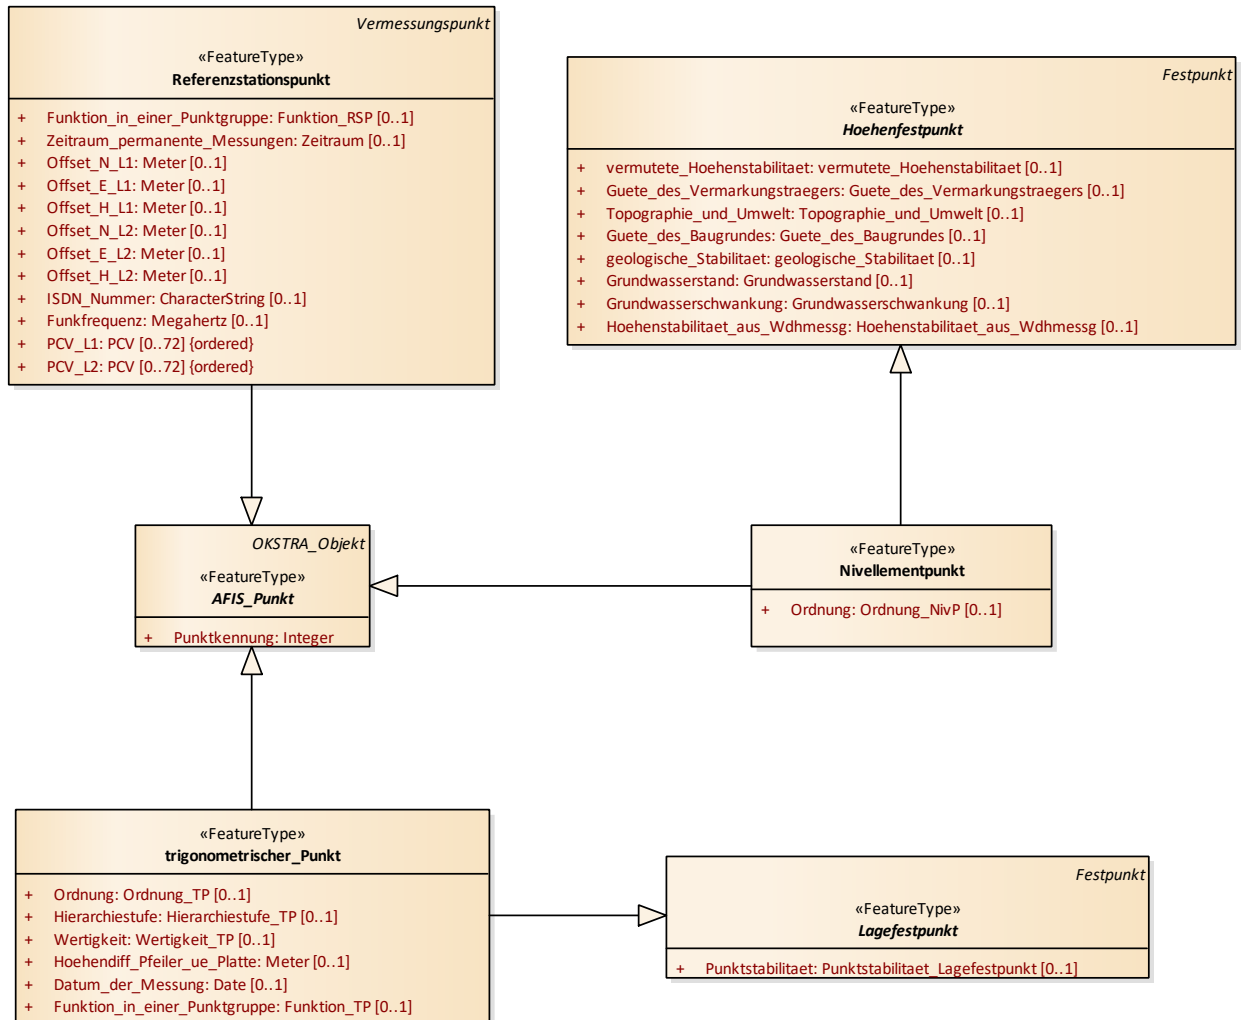 Vermessungspunkt
«FeatureType»
Referenzstationspunkt
+ Funktion_in_einer_Punktgruppe: Funktion_RSP [0..1]
+ Zeitraum_permanente_Messungen: Zeitraum [0..1]
+ Offset_N_L1: Meter [0..1]
+ Offset_E_L1: Meter [0..1]
+ Offset_H_L1: Meter [0..1]
+ Offset_N_L2: Meter [0..1]
+ Offset_E_L2: Meter [0..1]
+ Offset_H_L2: Meter [0..1]
+ ISDN_Nummer: CharacterString [0..1]
+ Funkfrequenz: Megahertz [0..1]
+ PCV_L1: PCV [0..72] {ordered}
+ PCV_L2: PCV [0..72] {ordered}
Festpunkt
«FeatureType»
Hoehenfestpunkt
+ vermutete_Hoehenstabilitaet: vermutete_Hoehenstabilitaet [0..1]
+ Guete_des_Vermarkungstraegers: Guete_des_Vermarkungstraegers [0..1]
+ Topographie_und_Umwelt: Topographie_und_Umwelt [0..1]
+ Guete_des_Baugrundes: Guete_des_Baugrundes [0..1]
+ geologische_Stabilitaet: geologische_Stabilitaet [0..1]
+ Grundwasserstand: Grundwasserstand [0..1]
+ Grundwasserschwankung: Grundwasserschwankung [0..1]
+ Hoehenstabilitaet_aus_Wdhmessg: Hoehenstabilitaet_aus_Wdhmessg [0..1]
OKSTRA_Objekt
«FeatureType»
AFIS_Punkt
+ Punktkennung: Integer
«FeatureType»
Nivellementpunkt
+ Ordnung: Ordnung_NivP [0..1]
«FeatureType»
trigonometrischer_Punkt
+ Ordnung: Ordnung_TP [0..1]
+ Hierarchiestufe: Hierarchiestufe_TP [0..1]
+ Wertigkeit: Wertigkeit_TP [0..1]
+ Hoehendiff_Pfeiler_ue_Platte: Meter [0..1]
+ Datum_der_Messung: Date [0..1]
+ Funktion_in_einer_Punktgruppe: Funktion_TP [0..1]
Festpunkt
«FeatureType»
Lagefestpunkt
+ Punktstabilitaet: Punktstabilitaet_Lagefestpunkt [0..1]